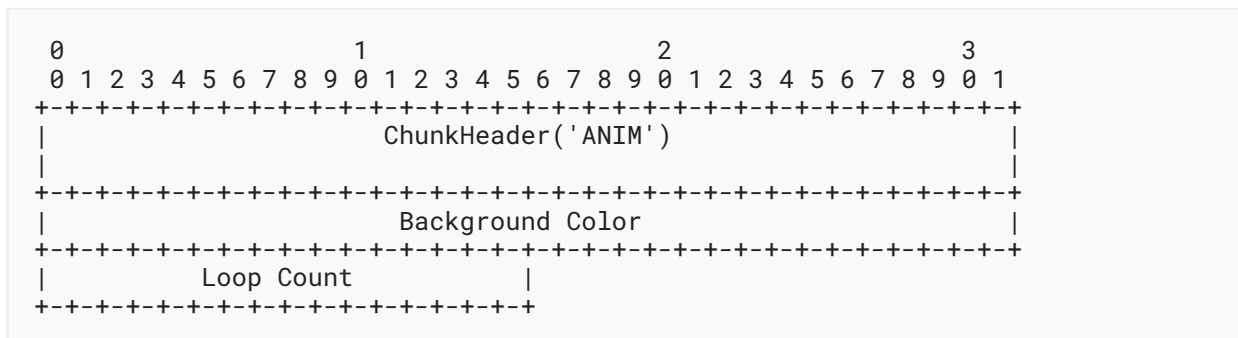 0                   1                   2                   3
 0 1 2 3 4 5 6 7 8 9 0 1 2 3 4 5 6 7 8 9 0 1 2 3 4 5 6 7 8 9 0 1
+-+-+-+-+-+-+-+-+-+-+-+-+-+-+-+-+-+-+-+-+-+-+-+-+-+-+-+-+-+-+-+-+
|                      ChunkHeader('ANIM')                      |
|                                                               |
+-+-+-+-+-+-+-+-+-+-+-+-+-+-+-+-+-+-+-+-+-+-+-+-+-+-+-+-+-+-+-+-+
|                       Background Color                        |
+-+-+-+-+-+-+-+-+-+-+-+-+-+-+-+-+-+-+-+-+-+-+-+-+-+-+-+-+-+-+-+-+
|          Loop Count           |
+-+-+-+-+-+-+-+-+-+-+-+-+-+-+-+-+